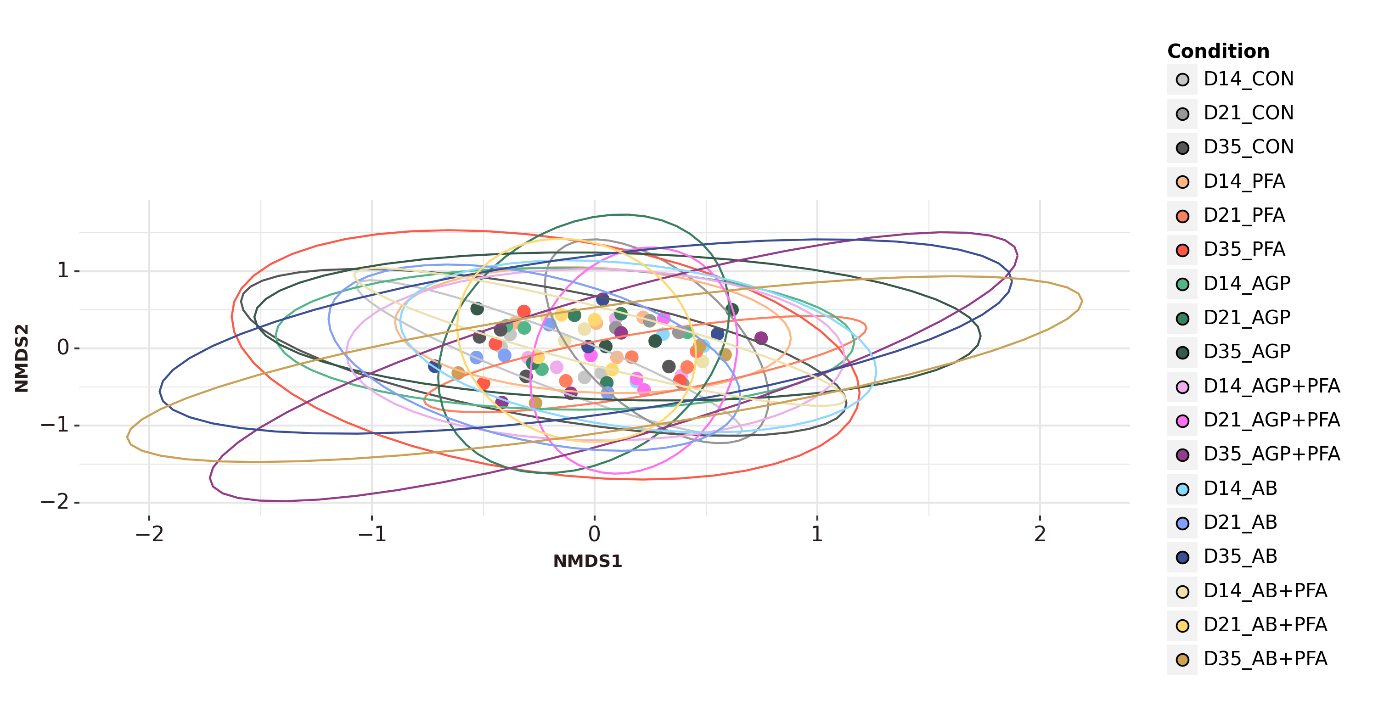 Condition
D14_CON
D21_CON
D35_CON
D14_PFA
D21_PFA
D35_PFA
D14_AGP
D21_AGP
D35_AGP
D14_AGP+PFA
D21_AGP+PFA
D35_AGP+PFA
D14_AB
D21_AB
D35_AB
D14_AB+PFA
D21_AB+PFA
D35_AB+PFA
NMDS2
1
0
−1
−2
−2 −1 0 1 2
NMDS1